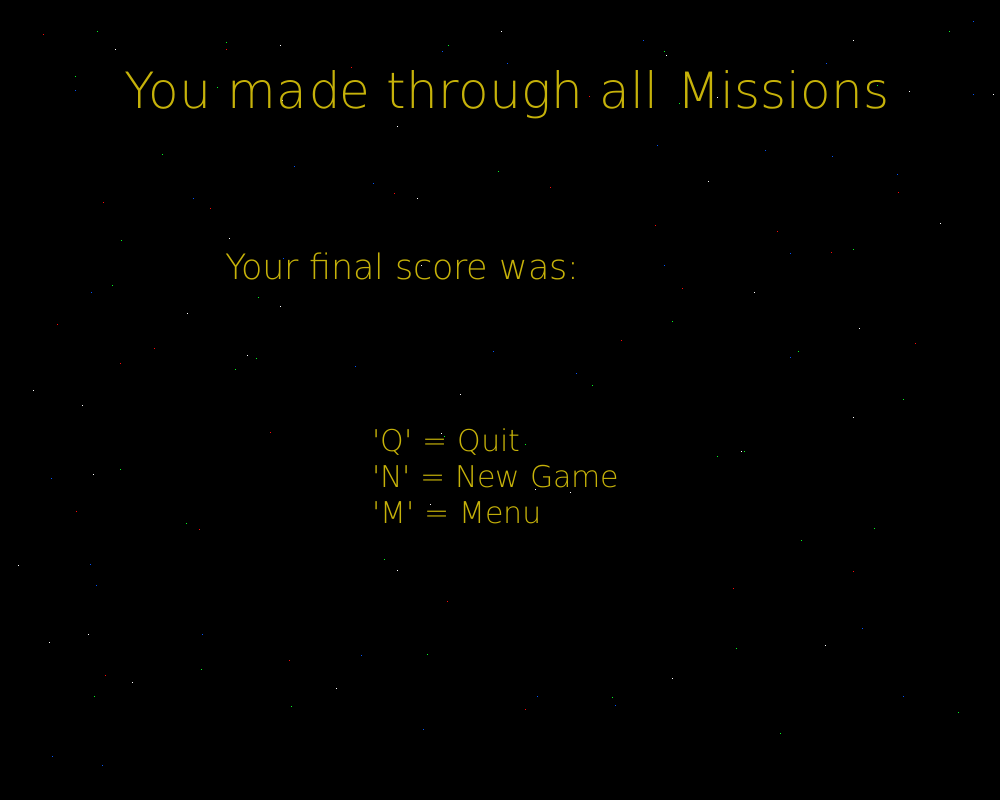 You made through all Missions
Your final score was:
'Q' = Quit
'N' = New Game
'M' = Menu